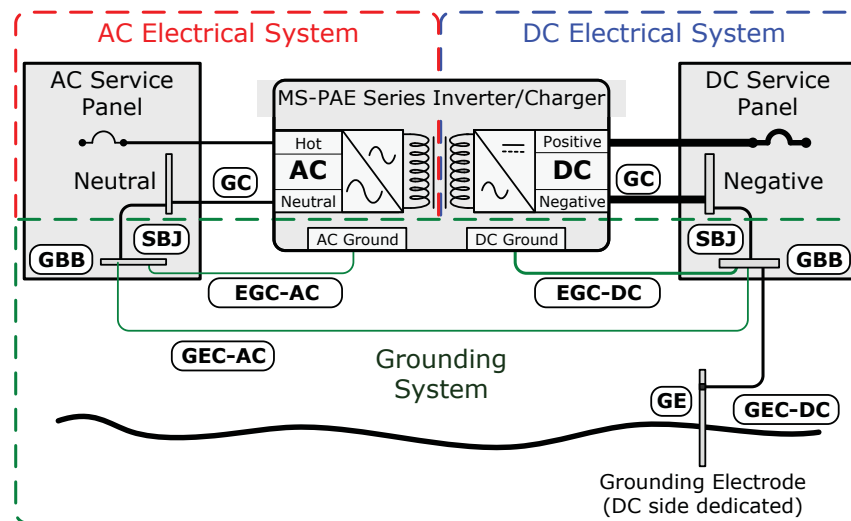 AC Electrical System
DC Electrical System
AC Service
Panel
MS-PAE Series Inverter/Charger
DC Service
Panel
Hot
AC
Neutral
Positive
DC
Negative
Neutral
GC
GC
Negative
SBJ
AC Ground
DC Ground
SBJ
GBB
GBB
EGC-AC
EGC-DC
GEC-AC
Grounding
System
GE
GEC-DC
Grounding Electrode
(DC side dedicated)